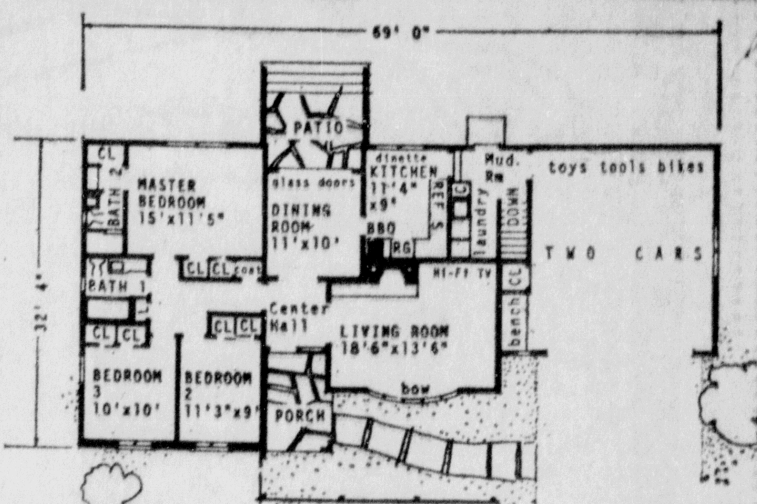 69' 0"
32' 4"
PATIO
CL
BATH 2
MASTER
BEDROOM
15'x11'5"
glass doors
DINING
ROOM
11'x10'
dinette
KITCHEN
11'4"
x9'
REF S
BBQ
RG
CL
laundry
Mud.
Rm
DOWN
toys tools bikes
TWO CARS
BATH 1
CL
CL
coat
L
CL
CL
CL
CL
Center
Hall
Hi-Fi TV
LIVING ROOM
18'6"x13'6"
CL
bench
BEDROOM
3
10'x10'
BEDROOM
2
11'3"x9'
bow
PORCH